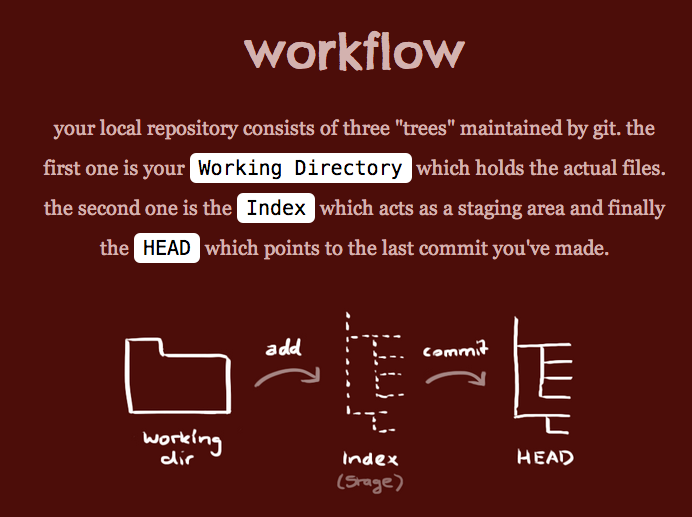 workflow
your local repository consists of three "trees" maintained by git. the
first one is your Working Directory which holds the actual files.
the second one is the Index which acts as a staging area and finally
the HEAD which points to the last commit you've made.
add
commit
working
dir
Index
(Stage)
HEAD